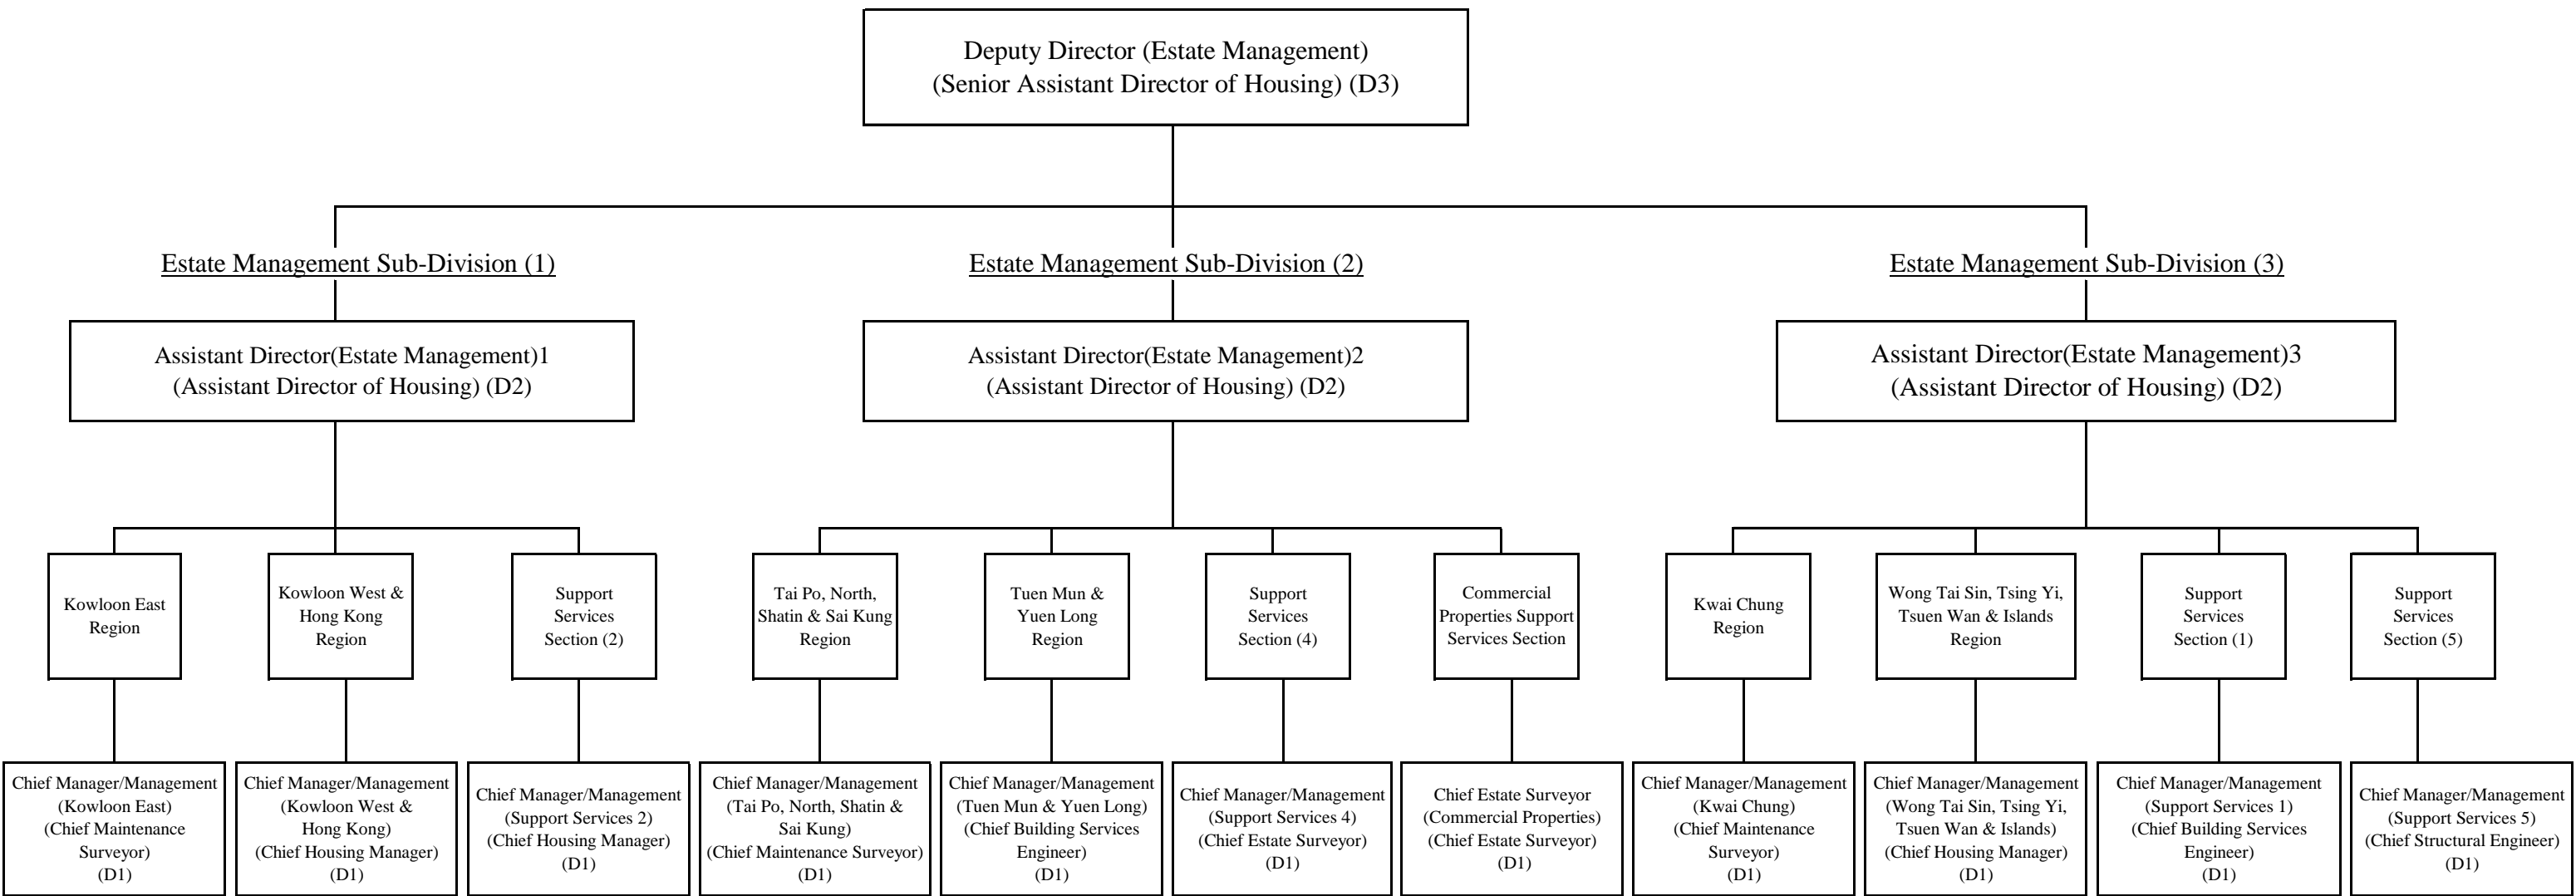 Deputy Director (Estate Management)
(Senior Assistant Director of Housing) (D3)
Estate Management Sub-Division (1)
Estate Management Sub-Division (2)
Estate Management Sub-Division (3)
Assistant Director(Estate Management)1
(Assistant Director of Housing) (D2)
Assistant Director(Estate Management)2
(Assistant Director of Housing) (D2)
Assistant Director(Estate Management)3
(Assistant Director of Housing) (D2)
Kowloon East
Region
Kowloon West &
Hong Kong
Region
Support
Services
Section (2)
Tai Po, North,
Shatin & Sai Kung
Region
Tuen Mun &
Yuen Long
Region
Support
Services
Section (4)
Commercial
Properties Support
Services Section
Kwai Chung
Region
Wong Tai Sin, Tsing Yi,
Tsuen Wan & Islands
Region
Support
Services
Section (1)
Support
Services
Section (5)
Chief Manager/Management
(Kowloon East)
(Chief Maintenance
Surveyor)
(D1)
Chief Manager/Management
(Kowloon West &
Hong Kong)
(Chief Housing Manager)
(D1)
Chief Manager/Management
(Support Services 2)
(Chief Housing Manager)
(D1)
Chief Manager/Management
(Tai Po, North, Shatin &
Sai Kung)
(Chief Maintenance Surveyor)
(D1)
Chief Manager/Management
(Tuen Mun & Yuen Long)
(Chief Building Services
Engineer)
(D1)
Chief Manager/Management
(Support Services 4)
(Chief Estate Surveyor)
(D1)
Chief Estate Surveyor
(Commercial Properties)
(Chief Estate Surveyor)
(D1)
Chief Manager/Management
(Kwai Chung)
(Chief Maintenance
Surveyor)
(D1)
Chief Manager/Management
(Wong Tai Sin, Tsing Yi,
Tsuen Wan & Islands)
(Chief Housing Manager)
(D1)
Chief Manager/Management
(Support Services 1)
(Chief Building Services
Engineer)
(D1)
Chief Manager/Management
(Support Services 5)
(Chief Structural Engineer)
(D1)